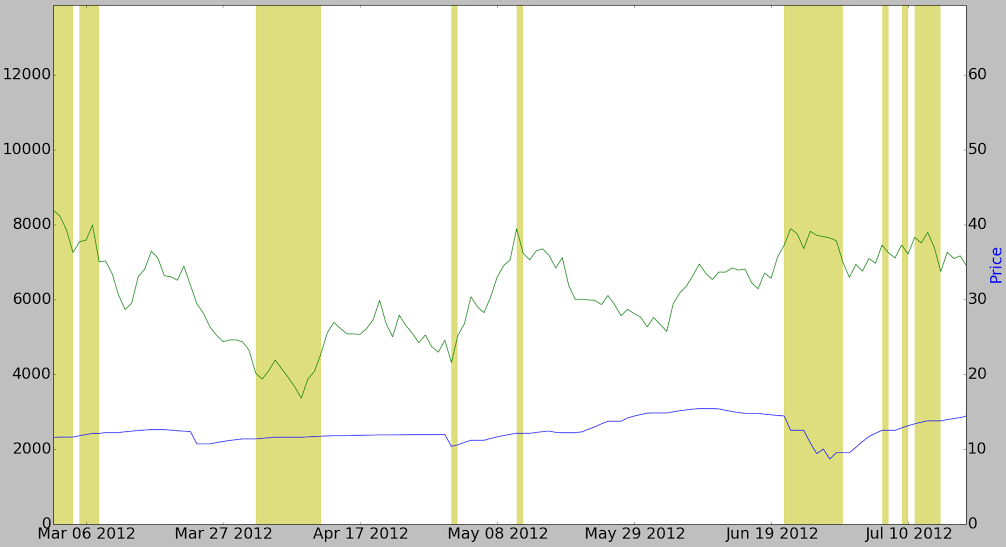 12000
10000
8000
6000
4000
2000
0
60
50
40
30
20
10
0
Price
Mar 06 2012
Mar 27 2012
Apr 17 2012
May 08 2012
May 29 2012
Jun 19 2012
Jul 10 2012